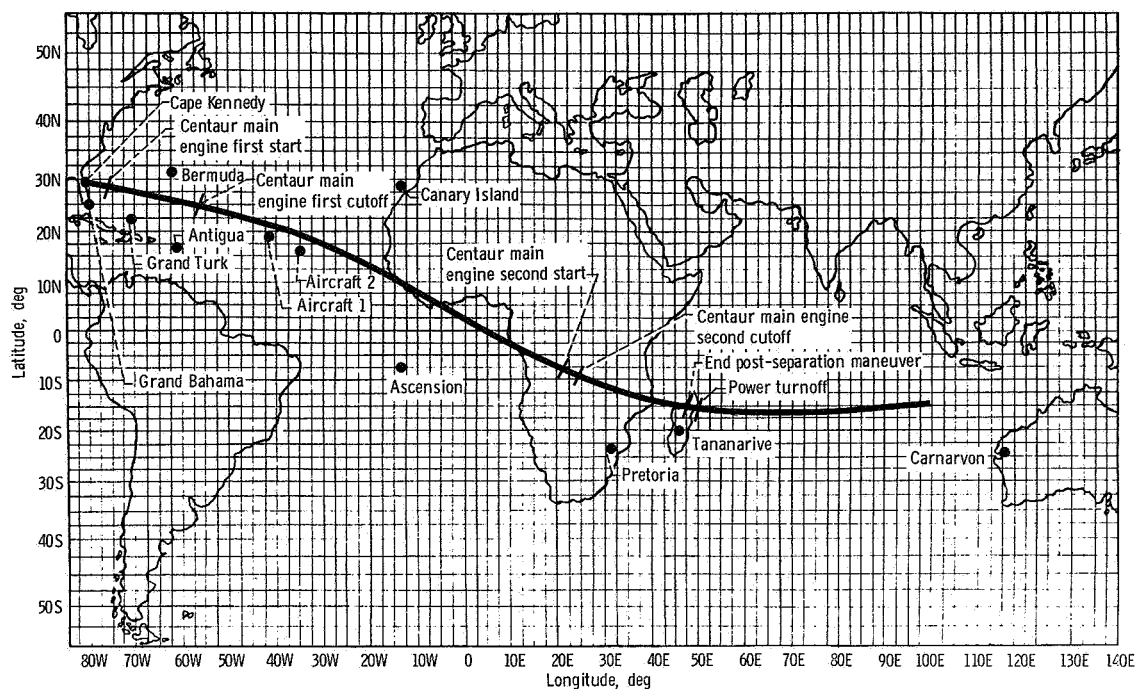 50N
40N
30N
20N
10N
0
10S
20S
30S
40S
50S
Latitude, deg
Cape Kennedy
Centaur main
engine first start
Bermuda
Centaur main
engine first cutoff
Canary Island
Antigua
Grand Turk
Aircraft 2
Aircraft 1
Centaur main
engine second start
Centaur main engine
second cutoff
End post-separation maneuver
Power turnoff
Grand Bahama
Ascension
Tananarive
Pretoria
Carnarvon
80W 70W 60W 50W 40W 30W 20W 10W 0 10E 20E 30E 40E 50E 60E 70E 80E 90E 100E 110E 120E 130E 140E
Longitude, deg